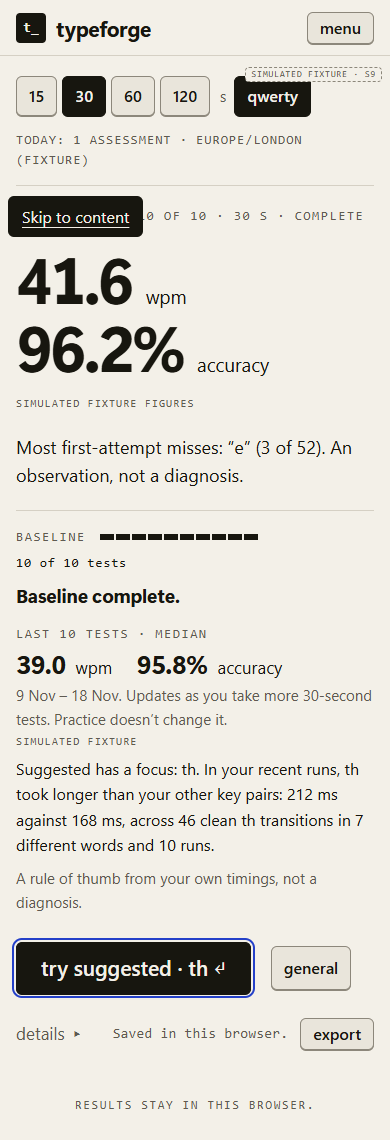 t_ typeforge menu
SIMULATED FIXTURE · S9
15 30 60 120 s qwerty
TODAY: 1 ASSESSMENT · EUROPE/LONDON
(FIXTURE)
Skip to content 0 OF 10 · 30 S · COMPLETE
41.6 wpm
96.2% accuracy
SIMULATED FIXTURE FIGURES
Most first-attempt misses: “e” (3 of 52). An
observation, not a diagnosis.
BASELINE
10 of 10 tests
Baseline complete.
LAST 10 TESTS · MEDIAN
39.0 wpm 95.8% accuracy
9 Nov – 18 Nov. Updates as you take more 30-second
tests. Practice doesn’t change it.
SIMULATED FIXTURE
Suggested has a focus: th. In your recent runs, th
took longer than your other key pairs: 212 ms
against 168 ms, across 46 clean th transitions in 7
different words and 10 runs.
A rule of thumb from your own timings, not a
diagnosis.
try suggested · th ↵ general
details ▸ Saved in this browser. export
RESULTS STAY IN THIS BROWSER.